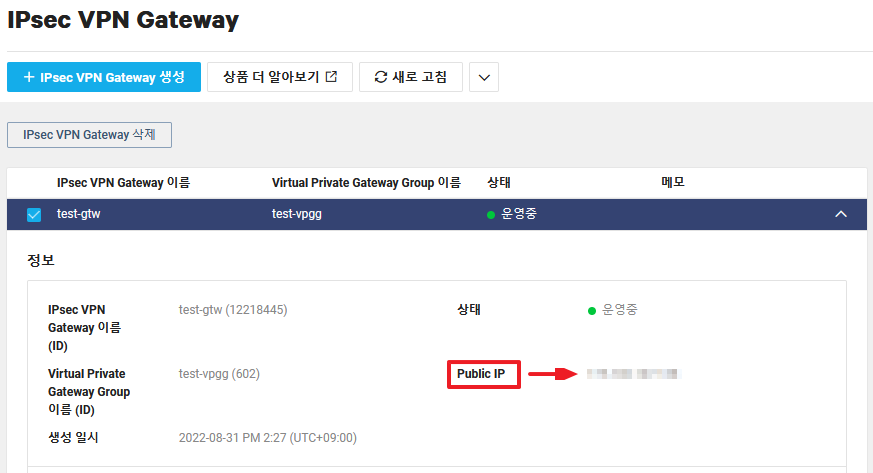 IPsec VPN Gateway
+ IPsec VPN Gateway 생성
상품 더 알아보기
새로 고침
IPsec VPN Gateway 삭제
IPsec VPN Gateway 이름 Virtual Private Gateway Group 이름 상태 메모
test-gtw test-vpgg 운영중
정보
IPsec VPN test-gtw (12218445) 상태 운영중
Gateway 이름
(ID)
Virtual Private test-vpgg (602) Public IP
Gateway Group
이름 (ID)
생성 일시 2022-08-31 PM 2:27 (UTC+09:00)